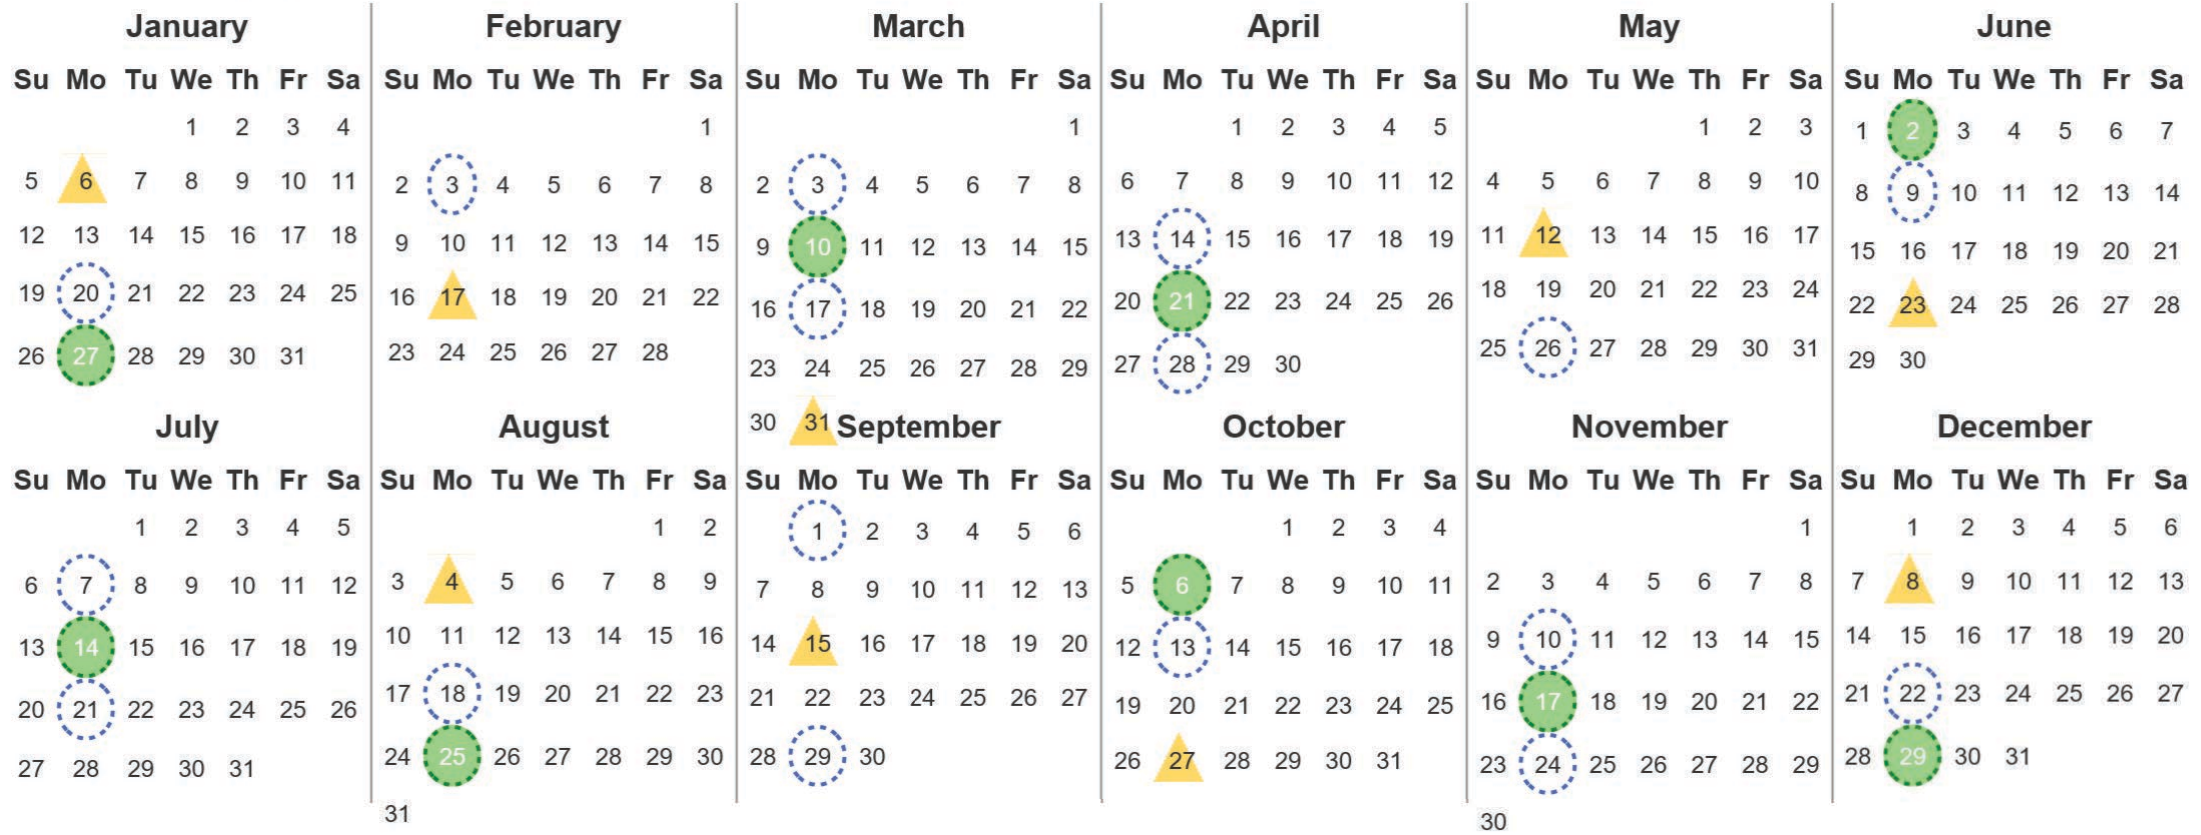 January
Su Mo Tu We Th Fr Sa
1 2 3 4
5 6 7 8 9 10 11
12 13 14 15 16 17 18
19 20 21 22 23 24 25
26 27 28 29 30 31
February
Su Mo Tu We Th Fr Sa
1
2 3 4 5 6 7 8
9 10 11 12 13 14 15
16 17 18 19 20 21 22
23 24 25 26 27 28
March
Su Mo Tu We Th Fr Sa
1
2 3 4 5 6 7 8
9 10 11 12 13 14 15
16 17 18 19 20 21 22
23 24 25 26 27 28 29
30 31
April
Su Mo Tu We Th Fr Sa
1 2 3 4 5
6 7 8 9 10 11 12
13 14 15 16 17 18 19
20 21 22 23 24 25 26
27 28 29 30
May
Su Mo Tu We Th Fr Sa
1 2 3
4 5 6 7 8 9 10
11 12 13 14 15 16 17
18 19 20 21 22 23 24
25 26 27 28 29 30 31
June
Su Mo Tu We Th Fr Sa
1 2 3 4 5 6 7
8 9 10 11 12 13 14
15 16 17 18 19 20 21
22 23 24 25 26 27 28
29 30
July
Su Mo Tu We Th Fr Sa
1 2 3 4 5
6 7 8 9 10 11 12
13 14 15 16 17 18 19
20 21 22 23 24 25 26
27 28 29 30 31
August
Su Mo Tu We Th Fr Sa
1 2
3 4 5 6 7 8 9
10 11 12 13 14 15 16
17 18 19 20 21 22 23
24 25 26 27 28 29 30
31
September
Su Mo Tu We Th Fr Sa
1 2 3 4 5 6
7 8 9 10 11 12 13
14 15 16 17 18 19 20
21 22 23 24 25 26 27
28 29 30
October
Su Mo Tu We Th Fr Sa
1 2 3 4
5 6 7 8 9 10 11
12 13 14 15 16 17 18
19 20 21 22 23 24 25
26 27 28 29 30 31
November
Su Mo Tu We Th Fr Sa
1
2 3 4 5 6 7 8
9 10 11 12 13 14 15
16 17 18 19 20 21 22
23 24 25 26 27 28 29
30
December
Su Mo Tu We Th Fr Sa
1 2 3 4 5 6
7 8 9 10 11 12 13
14 15 16 17 18 19 20
21 22 23 24 25 26 27
28 29 30 31